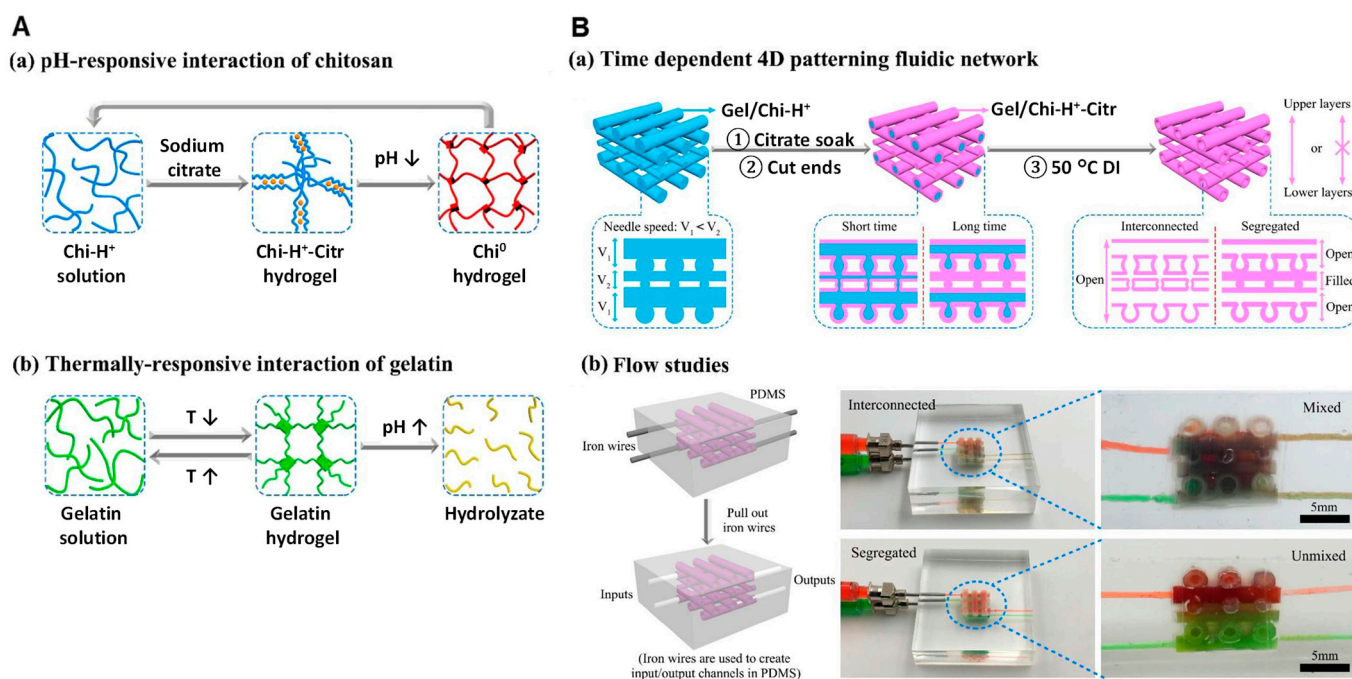 A
(a) pH-responsive interaction of chitosan
Sodium
citrate
pH ↓
Chi-H⁺
solution
Chi-H⁺-Citr
hydrogel
Chi⁰
hydrogel
(b) Thermally-responsive interaction of gelatin
T ↓
T ↑
pH ↑
Gelatin
solution
Gelatin
hydrogel
Hydrolyzate
B
(a) Time dependent 4D patterning fluidic network
Gel/Chi-H⁺
① Citrate soak
② Cut ends
Gel/Chi-H⁺-Citr
③ 50 °C DI
Upper layers
or
Lower layers
Needle speed: V₁ < V₂
V₁
V₂
V₁
Short time
Long time
Interconnected
Segregated
Open
Open
Filled
Open
(b) Flow studies
PDMS
Iron wires
Pull out
iron wires
Inputs
Outputs
(Iron wires are used to create
input/output channels in PDMS)
Interconnected
Mixed
5mm
Segregated
Unmixed
5mm